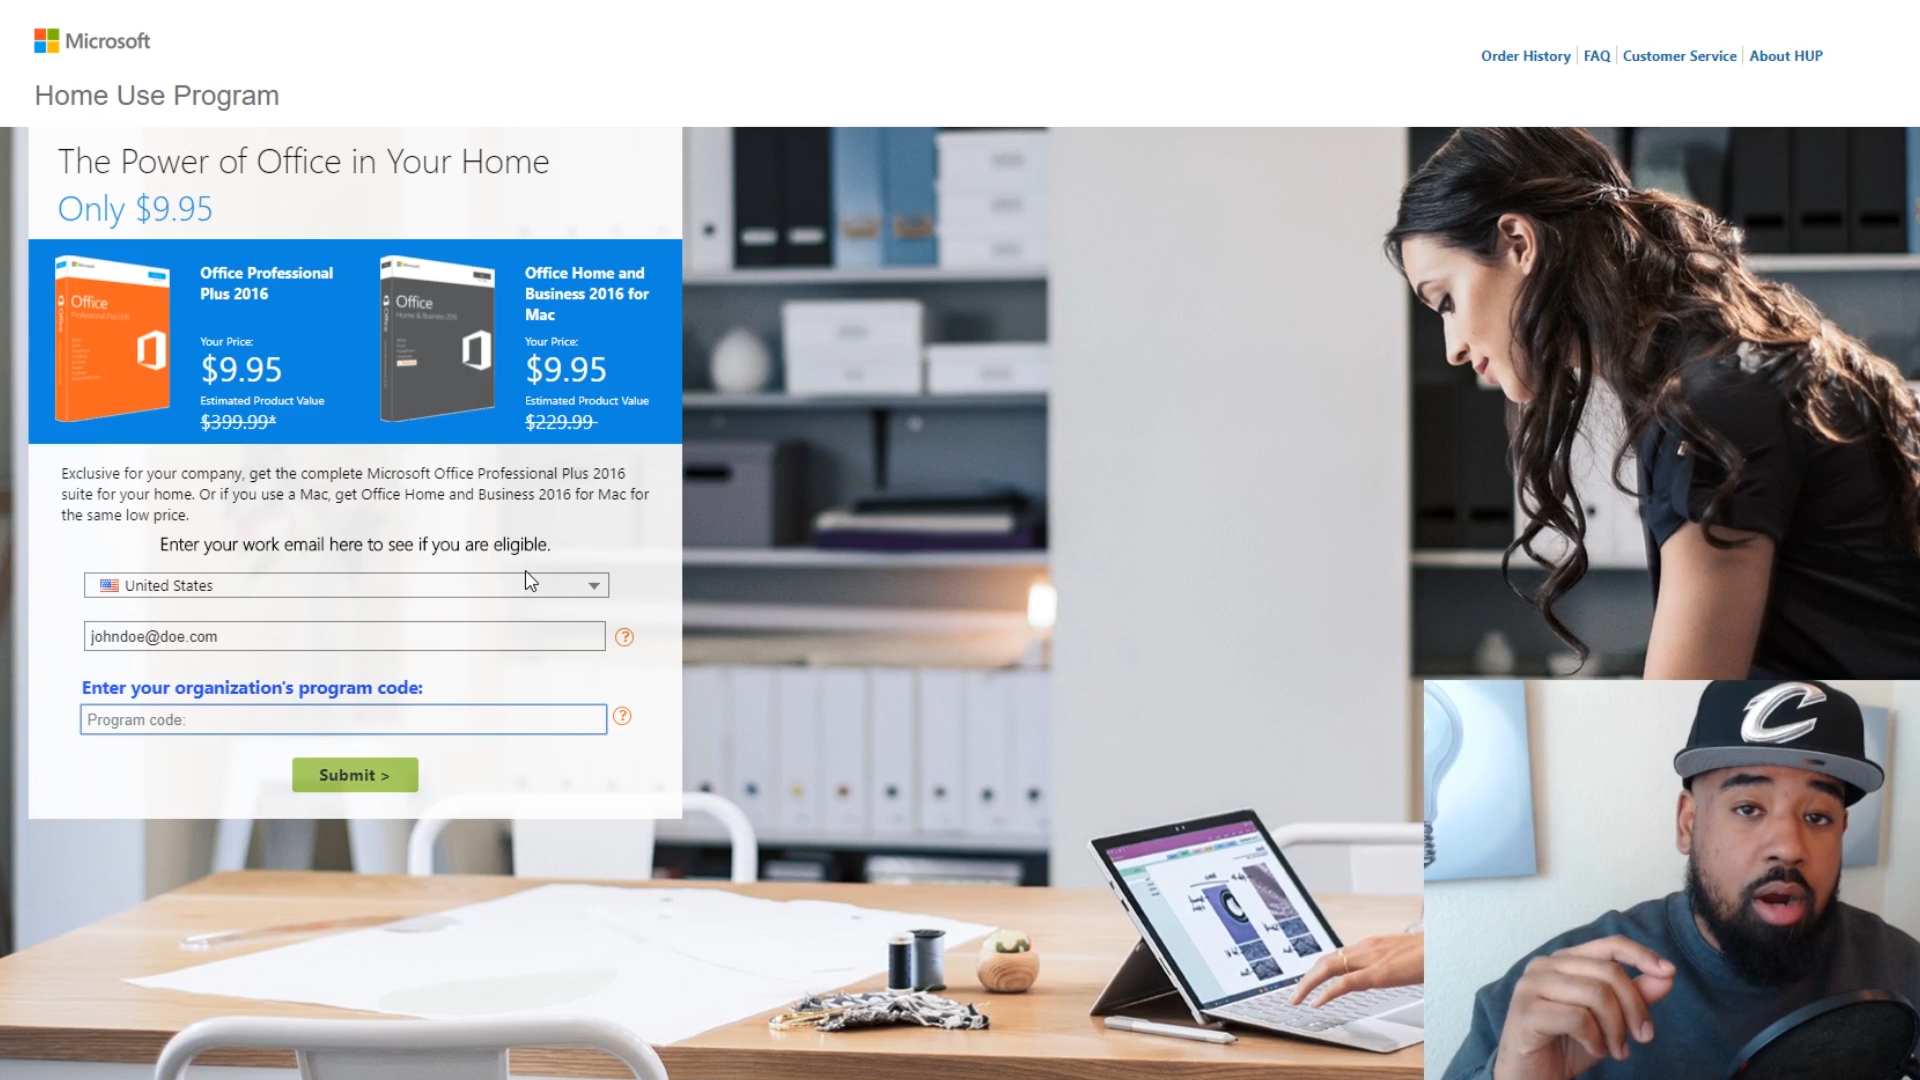 Microsoft
Order History FAQ Customer Service About HUP
Home Use Program
The Power of Office in Your Home
Only $9.95
Office
Office Professional
Plus 2016
Your Price:
$9.95
Estimated Product Value
$399.99*
Office
Office Home and
Business 2016 for
Mac
Your Price:
$9.95
Estimated Product Value
$229.99
Exclusive for your company, get the complete Microsoft Office Professional Plus 2016
suite for your home. Or if you use a Mac, get Office Home and Business 2016 for Mac for
the same low price.
Enter your work email here to see if you are eligible.
United States
johndoe@doe.com
?
Enter your organization's program code:
Program code:
?
Submit >
C